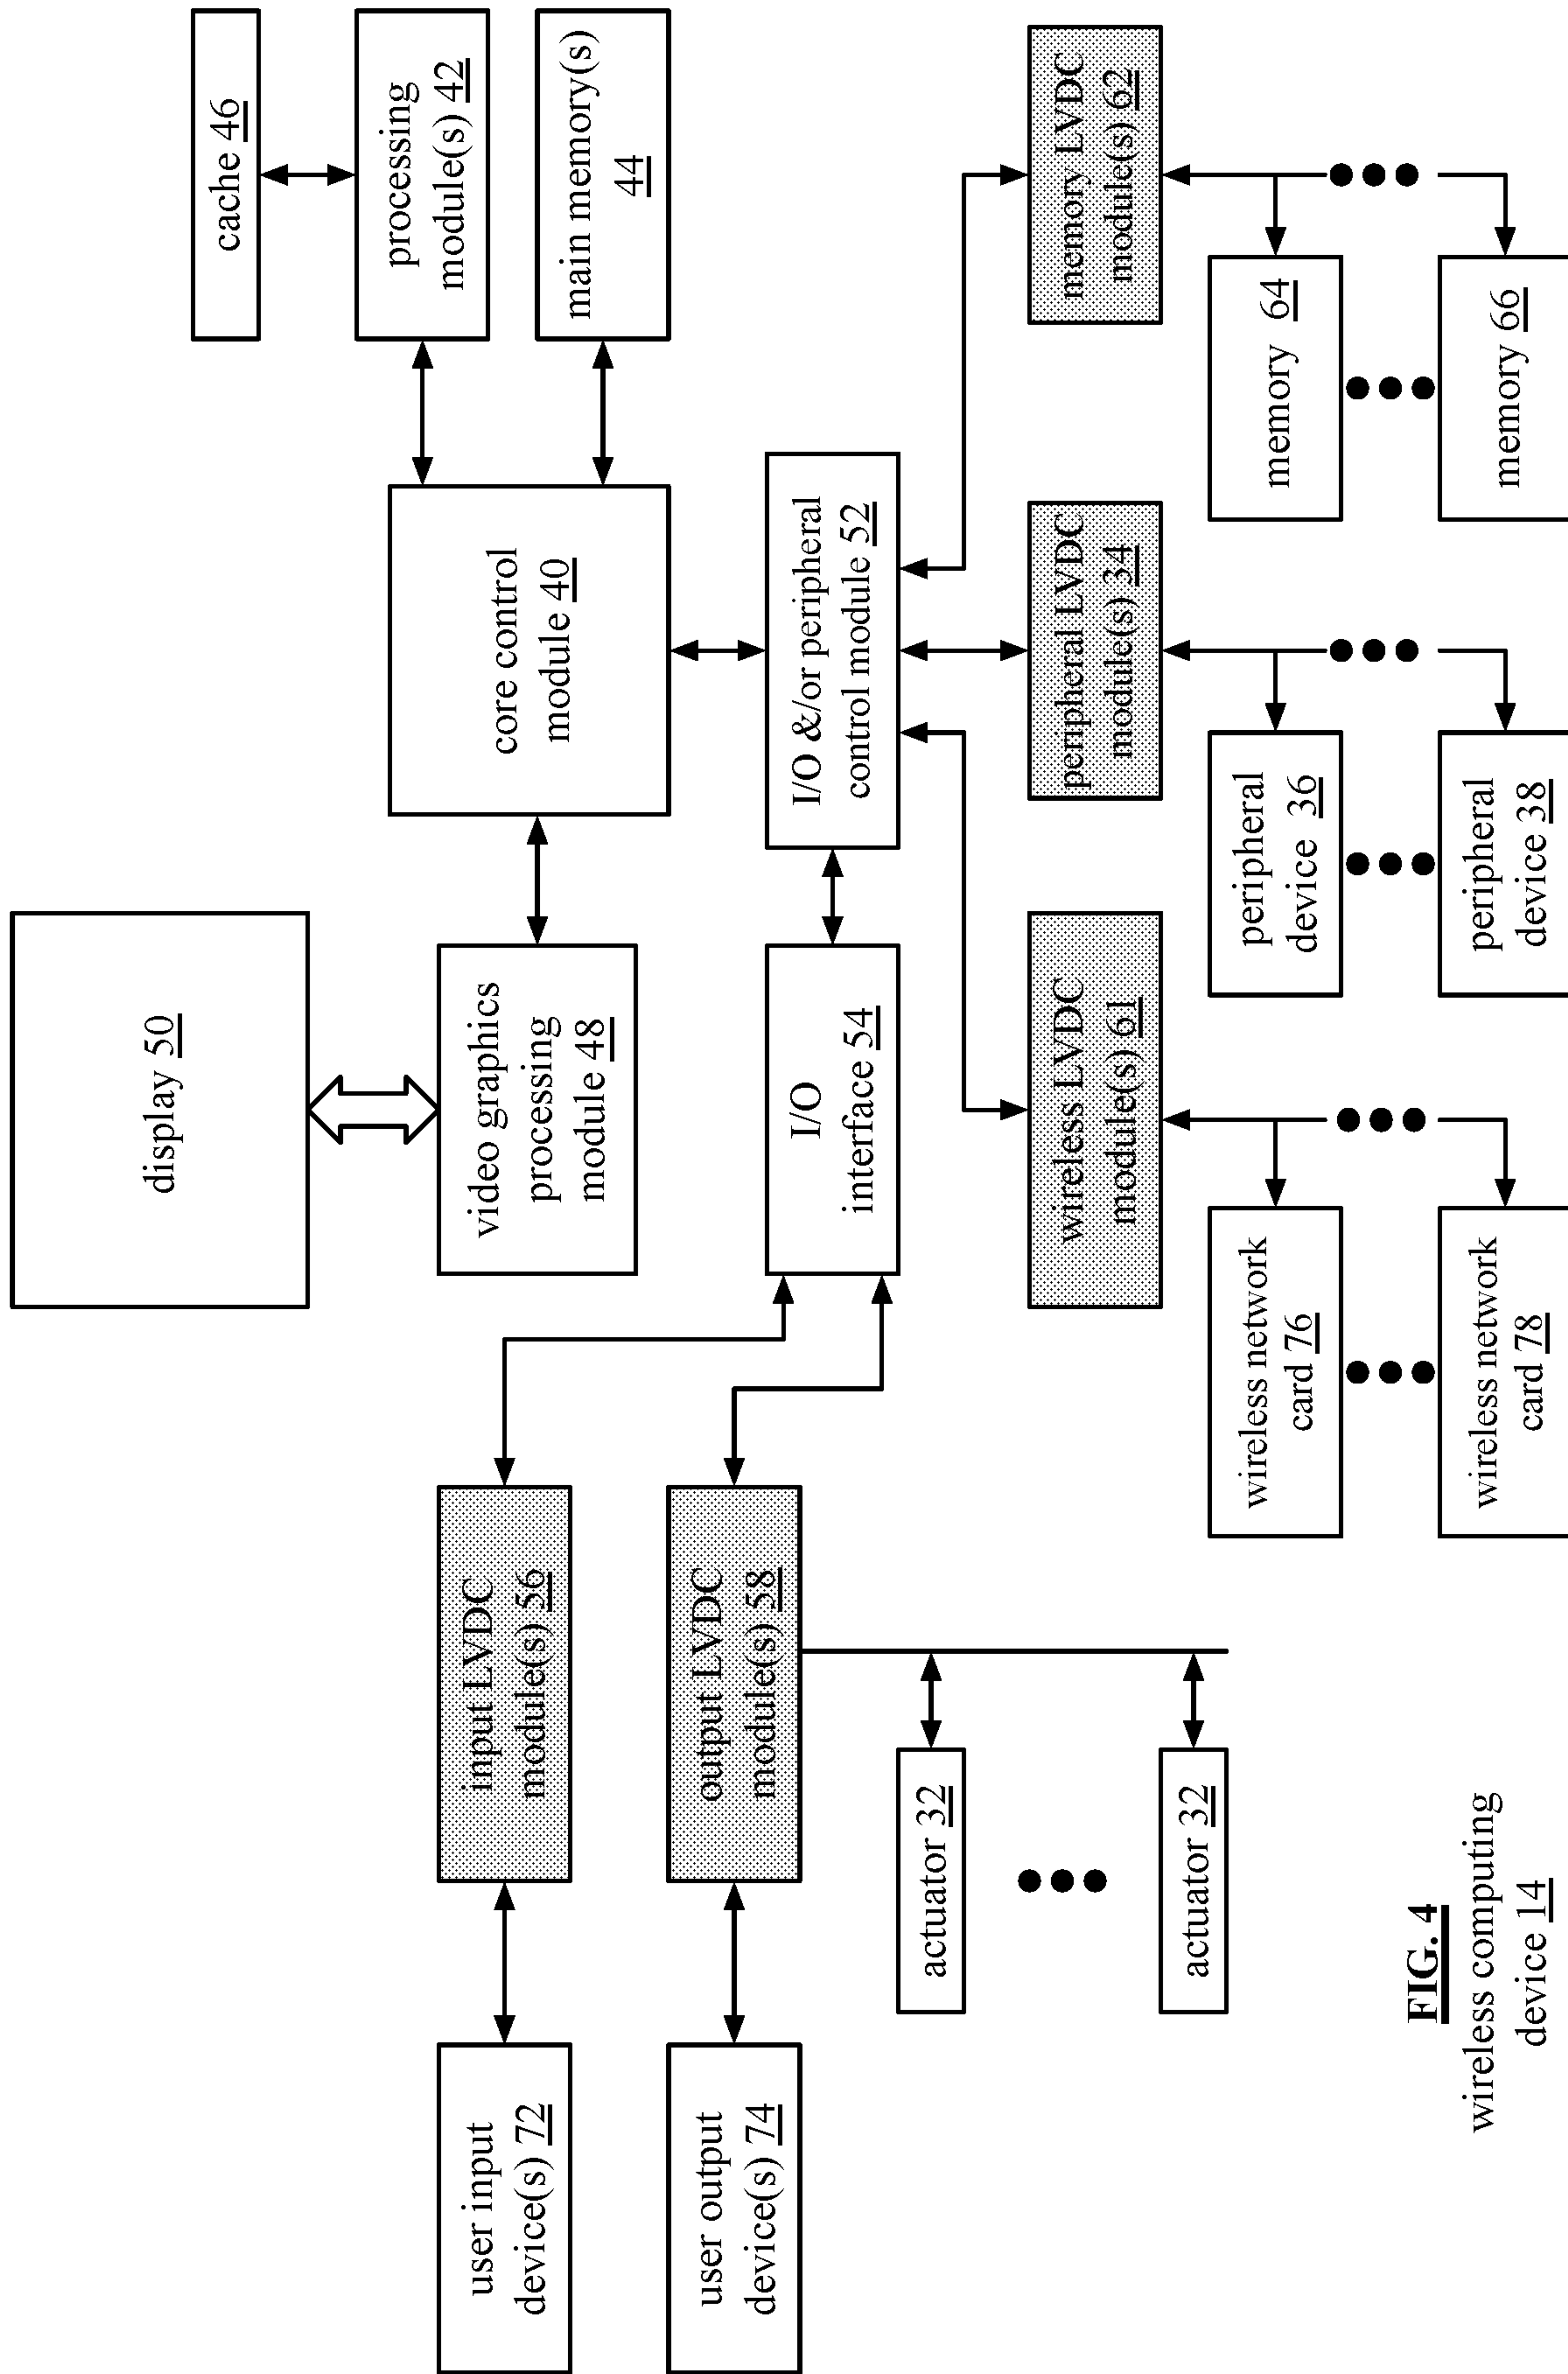 display 50
cache 46
video graphics
processing
module 48
core control
module 40
processing
module(s) 42
main memory(s)
44
user input
device(s) 72
input LVDC
module(s) 56
user output
device(s) 74
output LVDC
module(s) 58
I/O
interface 54
I/O &/or peripheral
control module 52
actuator 32
actuator 32
wireless LVDC
module(s) 61
peripheral LVDC
module(s) 34
memory LVDC
module(s) 62
wireless network
card 76
peripheral
device 36
memory 64
wireless network
card 78
peripheral
device 38
memory 66
FIG. 4
wireless computing
device 14